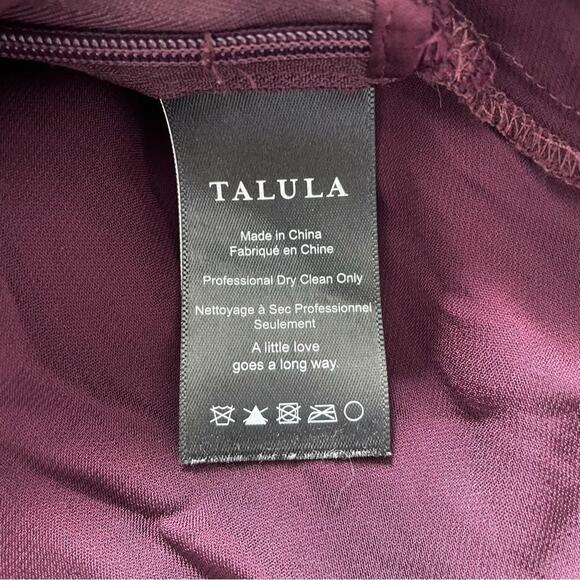 TALULA
Made in China
Fabriqué en Chine
Professional Dry Clean Only
Nettoyage à Sec Professionnel
Seulement
A little love
goes a long way.